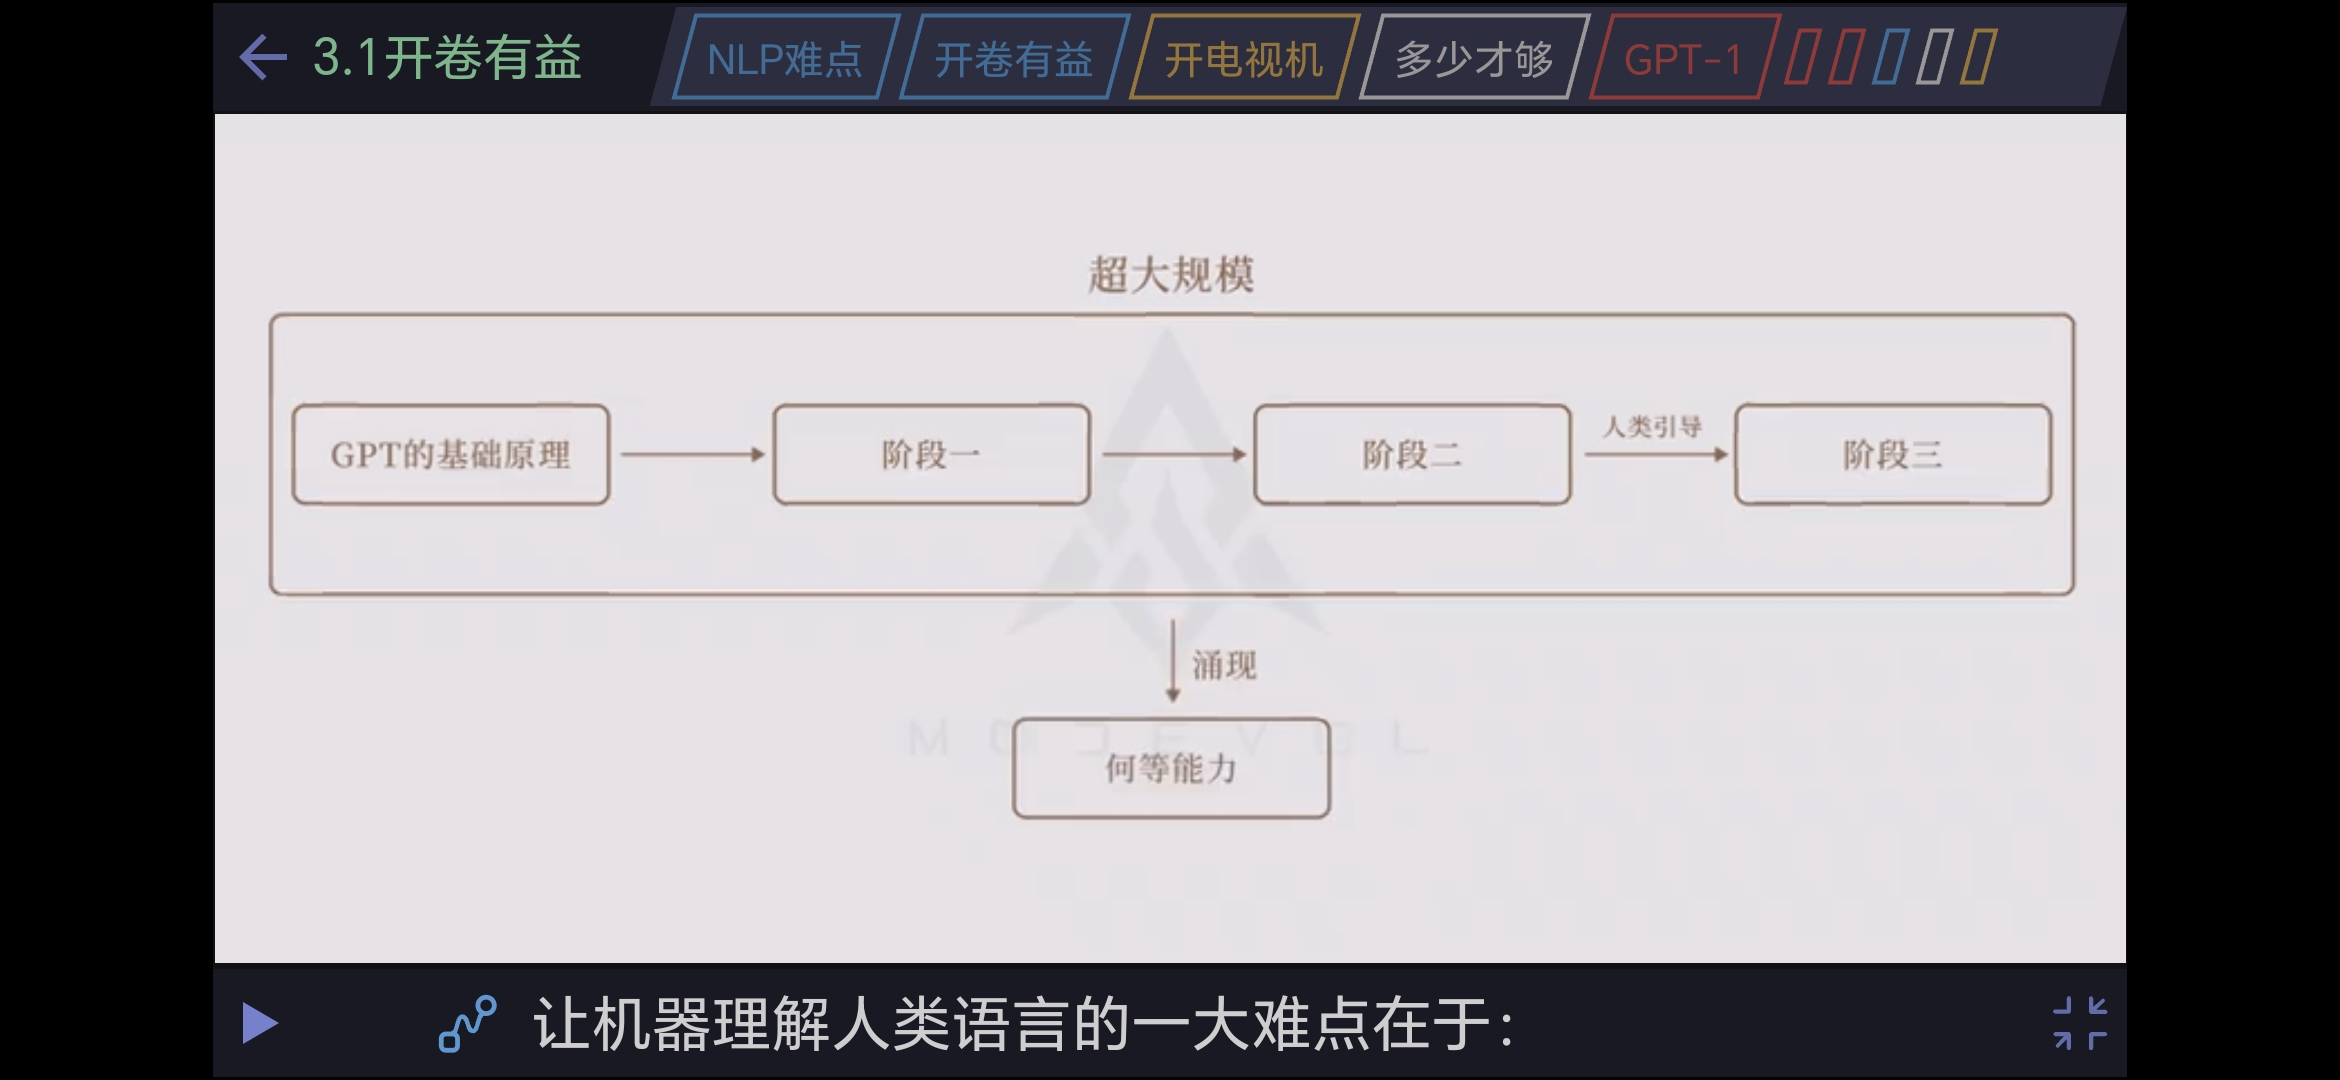 3.1开卷有益
NLP难点
开卷有益
开电视机
多少才够
GPT-1
超大规模
GPT的基础原理
阶段一
阶段二
人类引导
阶段三
涌现
MODEVOL
何等能力
让机器理解人类语言的一大难点在于：